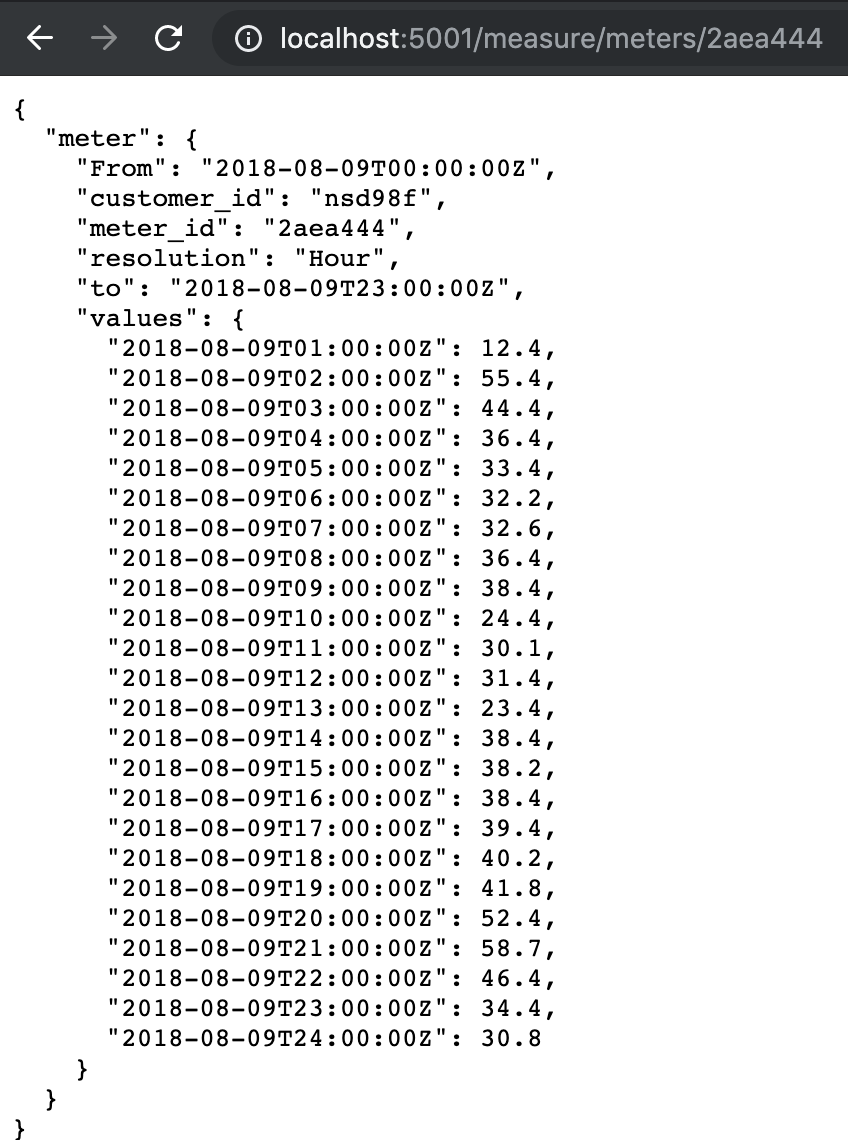 localhost:5001/measure/meters/2aea444
{
  "meter": {
    "From": "2018-08-09T00:00:00Z",
    "customer_id": "nsd98f",
    "meter_id": "2aea444",
    "resolution": "Hour",
    "to": "2018-08-09T23:00:00Z",
    "values": {
      "2018-08-09T01:00:00Z": 12.4,
      "2018-08-09T02:00:00Z": 55.4,
      "2018-08-09T03:00:00Z": 44.4,
      "2018-08-09T04:00:00Z": 36.4,
      "2018-08-09T05:00:00Z": 33.4,
      "2018-08-09T06:00:00Z": 32.2,
      "2018-08-09T07:00:00Z": 32.6,
      "2018-08-09T08:00:00Z": 36.4,
      "2018-08-09T09:00:00Z": 38.4,
      "2018-08-09T10:00:00Z": 24.4,
      "2018-08-09T11:00:00Z": 30.1,
      "2018-08-09T12:00:00Z": 31.4,
      "2018-08-09T13:00:00Z": 23.4,
      "2018-08-09T14:00:00Z": 38.4,
      "2018-08-09T15:00:00Z": 38.2,
      "2018-08-09T16:00:00Z": 38.4,
      "2018-08-09T17:00:00Z": 39.4,
      "2018-08-09T18:00:00Z": 40.2,
      "2018-08-09T19:00:00Z": 41.8,
      "2018-08-09T20:00:00Z": 52.4,
      "2018-08-09T21:00:00Z": 58.7,
      "2018-08-09T22:00:00Z": 46.4,
      "2018-08-09T23:00:00Z": 34.4,
      "2018-08-09T24:00:00Z": 30.8
    }
  }
}